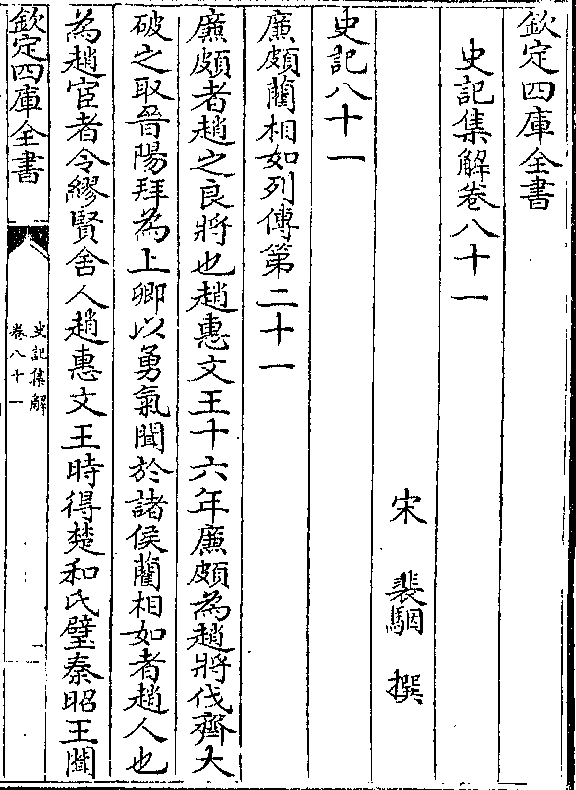 欽定四庫全書
史記集解卷八十一
宋 裴駰 撰
史記八十一
廉頗藺相如列傳第二十一
廉頗者趙之良將也趙惠文王十六年廉頗為趙將伐齊大
破之取晉陽拜為上卿以勇氣聞於諸侯藺相如者趙人也
為趙宦者令繆賢舍人趙惠文王時得楚和氏璧秦昭王聞
欽定四庫全書
史記集解
卷八十一
一